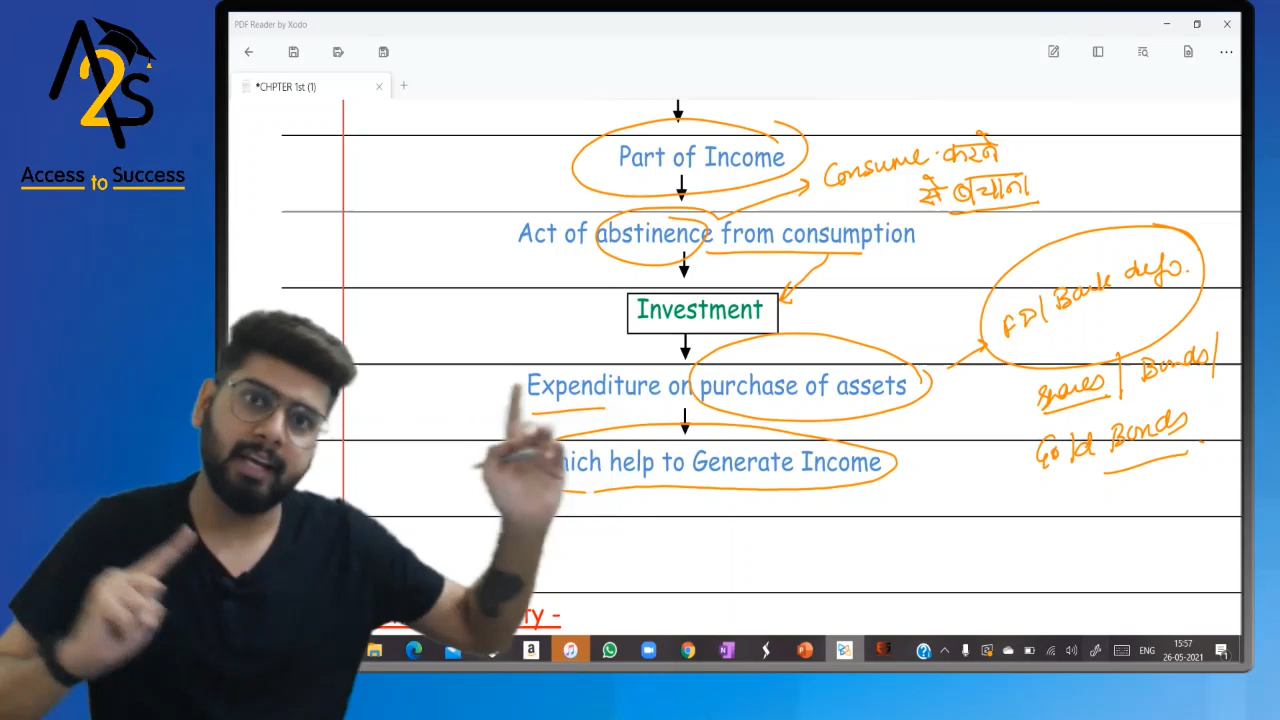 A2S
Access to Success
PDF Reader by Xodo
*CHPTER 1st (1)
Part of Income
Consume करने
से बचाना
Act of abstinence from consumption
Investment
FD/ Bank depo.
Expenditure on purchase of assets
shares / Bonds/
Gold Bonds
hich help to Generate Income
ty -
ENG
15:57
26-05-2021